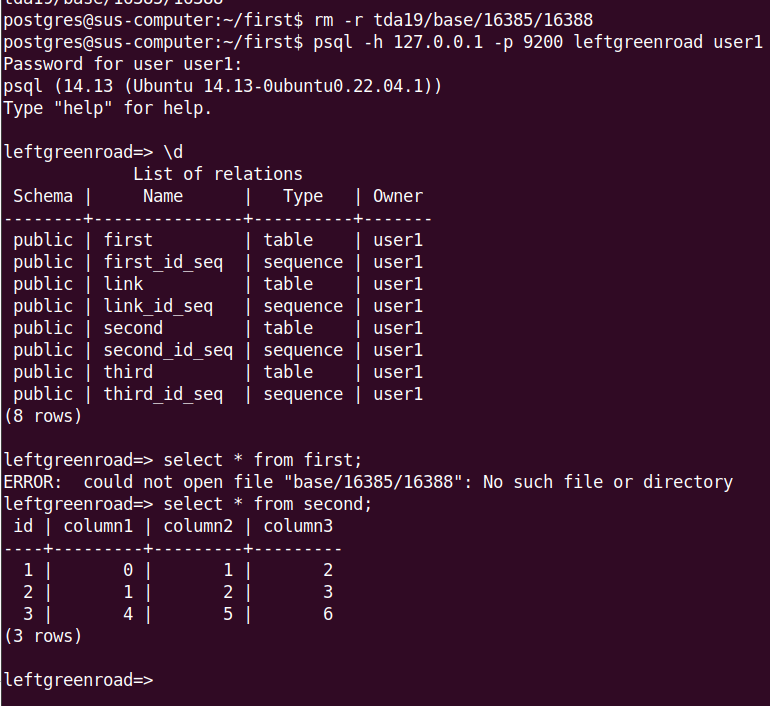 postgres@sus-computer:~/first$ rm -r tda19/base/16385/16388
postgres@sus-computer:~/first$ psql -h 127.0.0.1 -p 9200 leftgreenroad user1
Password for user user1:
psql (14.13 (Ubuntu 14.13-0ubuntu0.22.04.1))
Type "help" for help.

leftgreenroad=> \d
             List of relations
 Schema |     Name      |   Type   | Owner
--------+---------------+----------+-------
 public | first         | table    | user1
 public | first_id_seq  | sequence | user1
 public | link          | table    | user1
 public | link_id_seq   | sequence | user1
 public | second        | table    | user1
 public | second_id_seq | sequence | user1
 public | third         | table    | user1
 public | third_id_seq  | sequence | user1
(8 rows)

leftgreenroad=> select * from first;
ERROR:  could not open file "base/16385/16388": No such file or directory
leftgreenroad=> select * from second;
 id | column1 | column2 | column3
----+---------+---------+---------
  1 |       0 |       1 |       2
  2 |       1 |       2 |       3
  3 |       4 |       5 |       6
(3 rows)

leftgreenroad=>